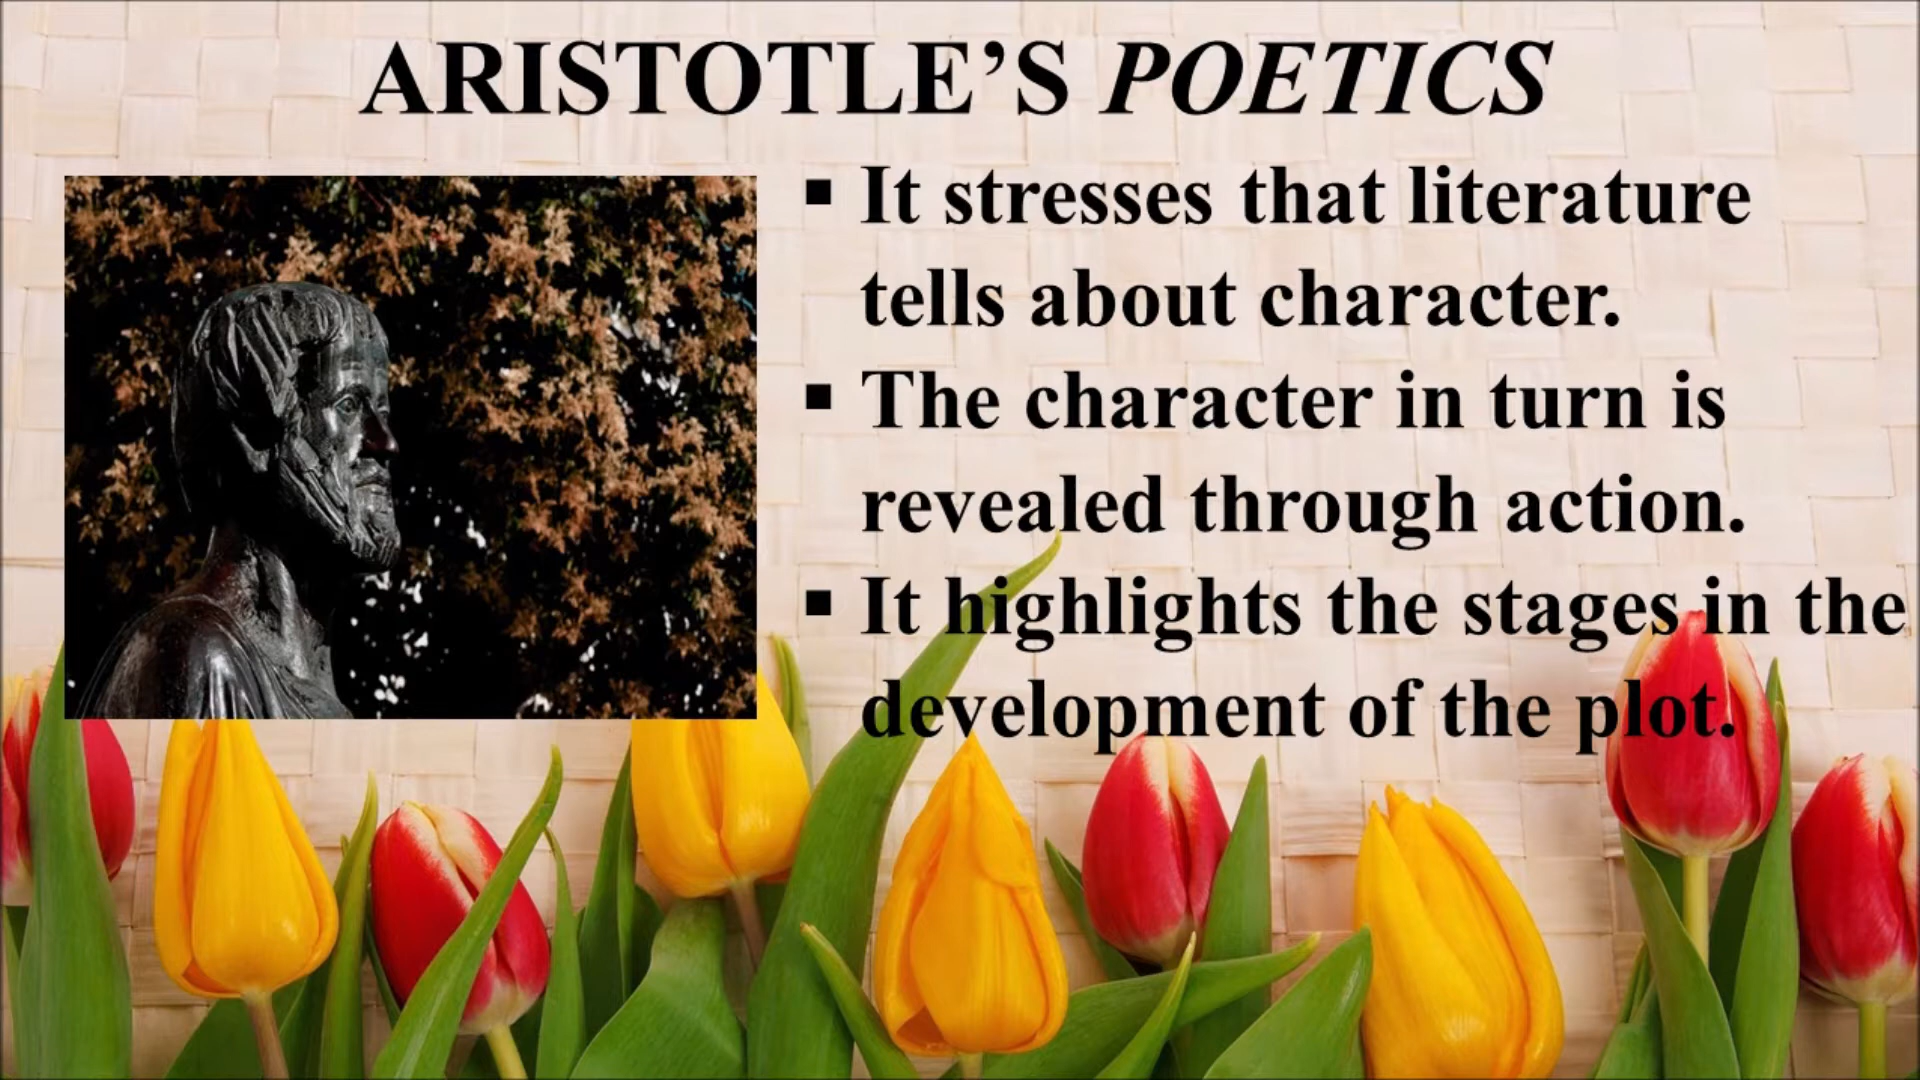 ARISTOTLE’S POETICS
▪ It stresses that literature
tells about character.
▪ The character in turn is
revealed through action.
▪ It highlights the stages in the
development of the plot.